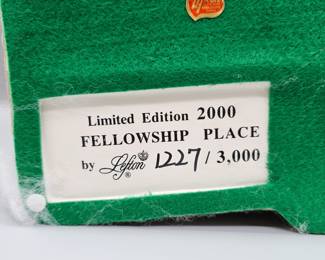 Limited Edition 2000
FELLOWSHIP PLACE
by Lefton ® 1227 / 3,000